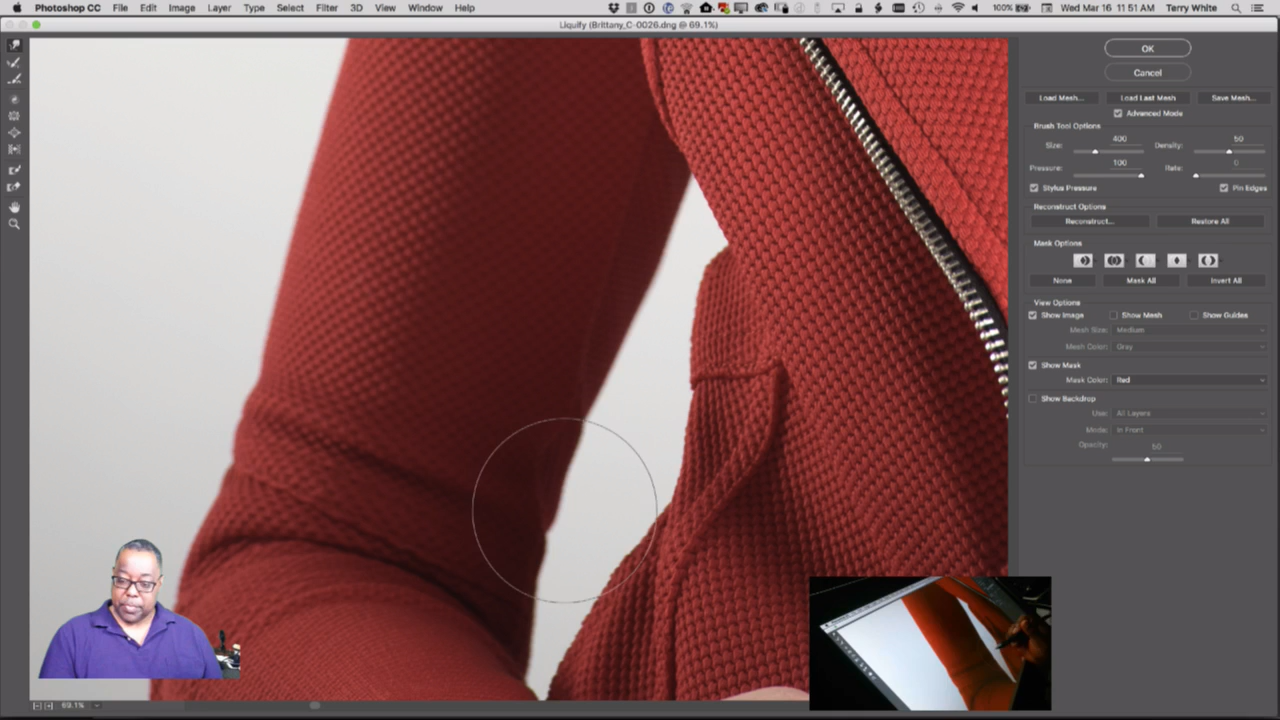 Photoshop CC File Edit Image Layer Type Select Filter 3D View Window Help 100% Wed Mar 16 11:51 AM Terry White
Liquify (Brittany_C-0026.dng @ 69.1%)
OK
Cancel
Load Mesh... Load Last Mesh Save Mesh...
Advanced Mode
Brush Tool Options
Size: 400 Density: 50
Pressure: 100 Rate: 0
Stylus Pressure Pin Edges
Reconstruct Options
Reconstruct... Restore All
Mask Options
None Mask All Invert All
View Options
Show Image Show Mesh Show Guides
Mesh Size: Medium
Mesh Color: Gray
Show Mask
Mask Color: Red
Show Backdrop
Use: All Layers
Mode: In Front
Opacity: 50
69.1%